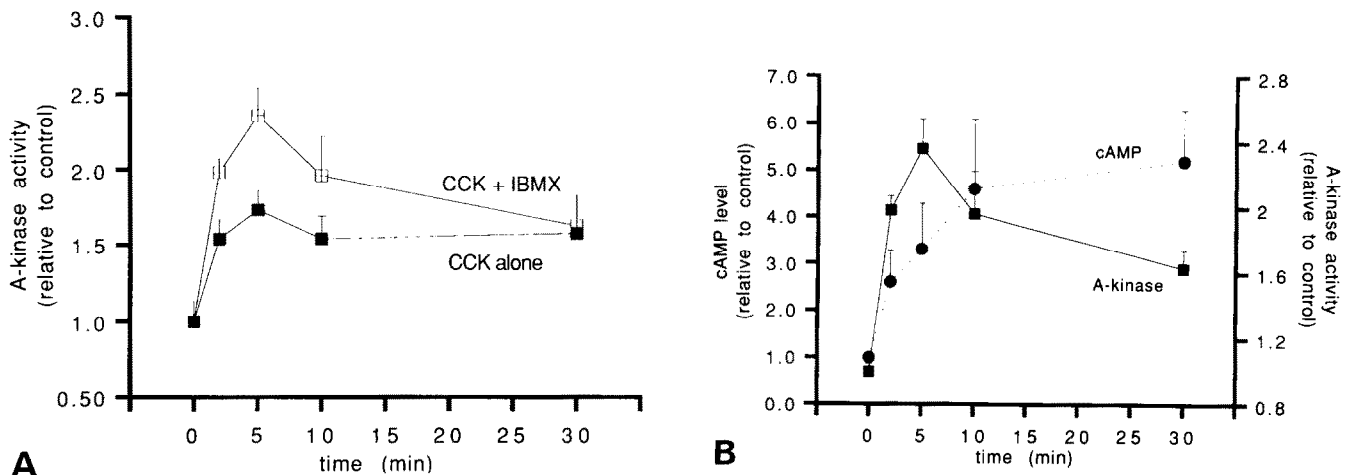 3.0
2.5
2.0
1.5
1.0
0.50
A-kinase activity
(relative to control)
CCK + IBMX
CCK alone
0 5 10 15 20 25 30
time (min)
A
7.0
6.0
5.0
4.0
3.0
2.0
1.0
0.0
cAMP level
(relative to control)
cAMP
A-kinase
2.8
2.4
2
1.6
1.2
0.8
A-kinase activity
(relative to control)
0 5 10 15 20 25 30
time (min)
B